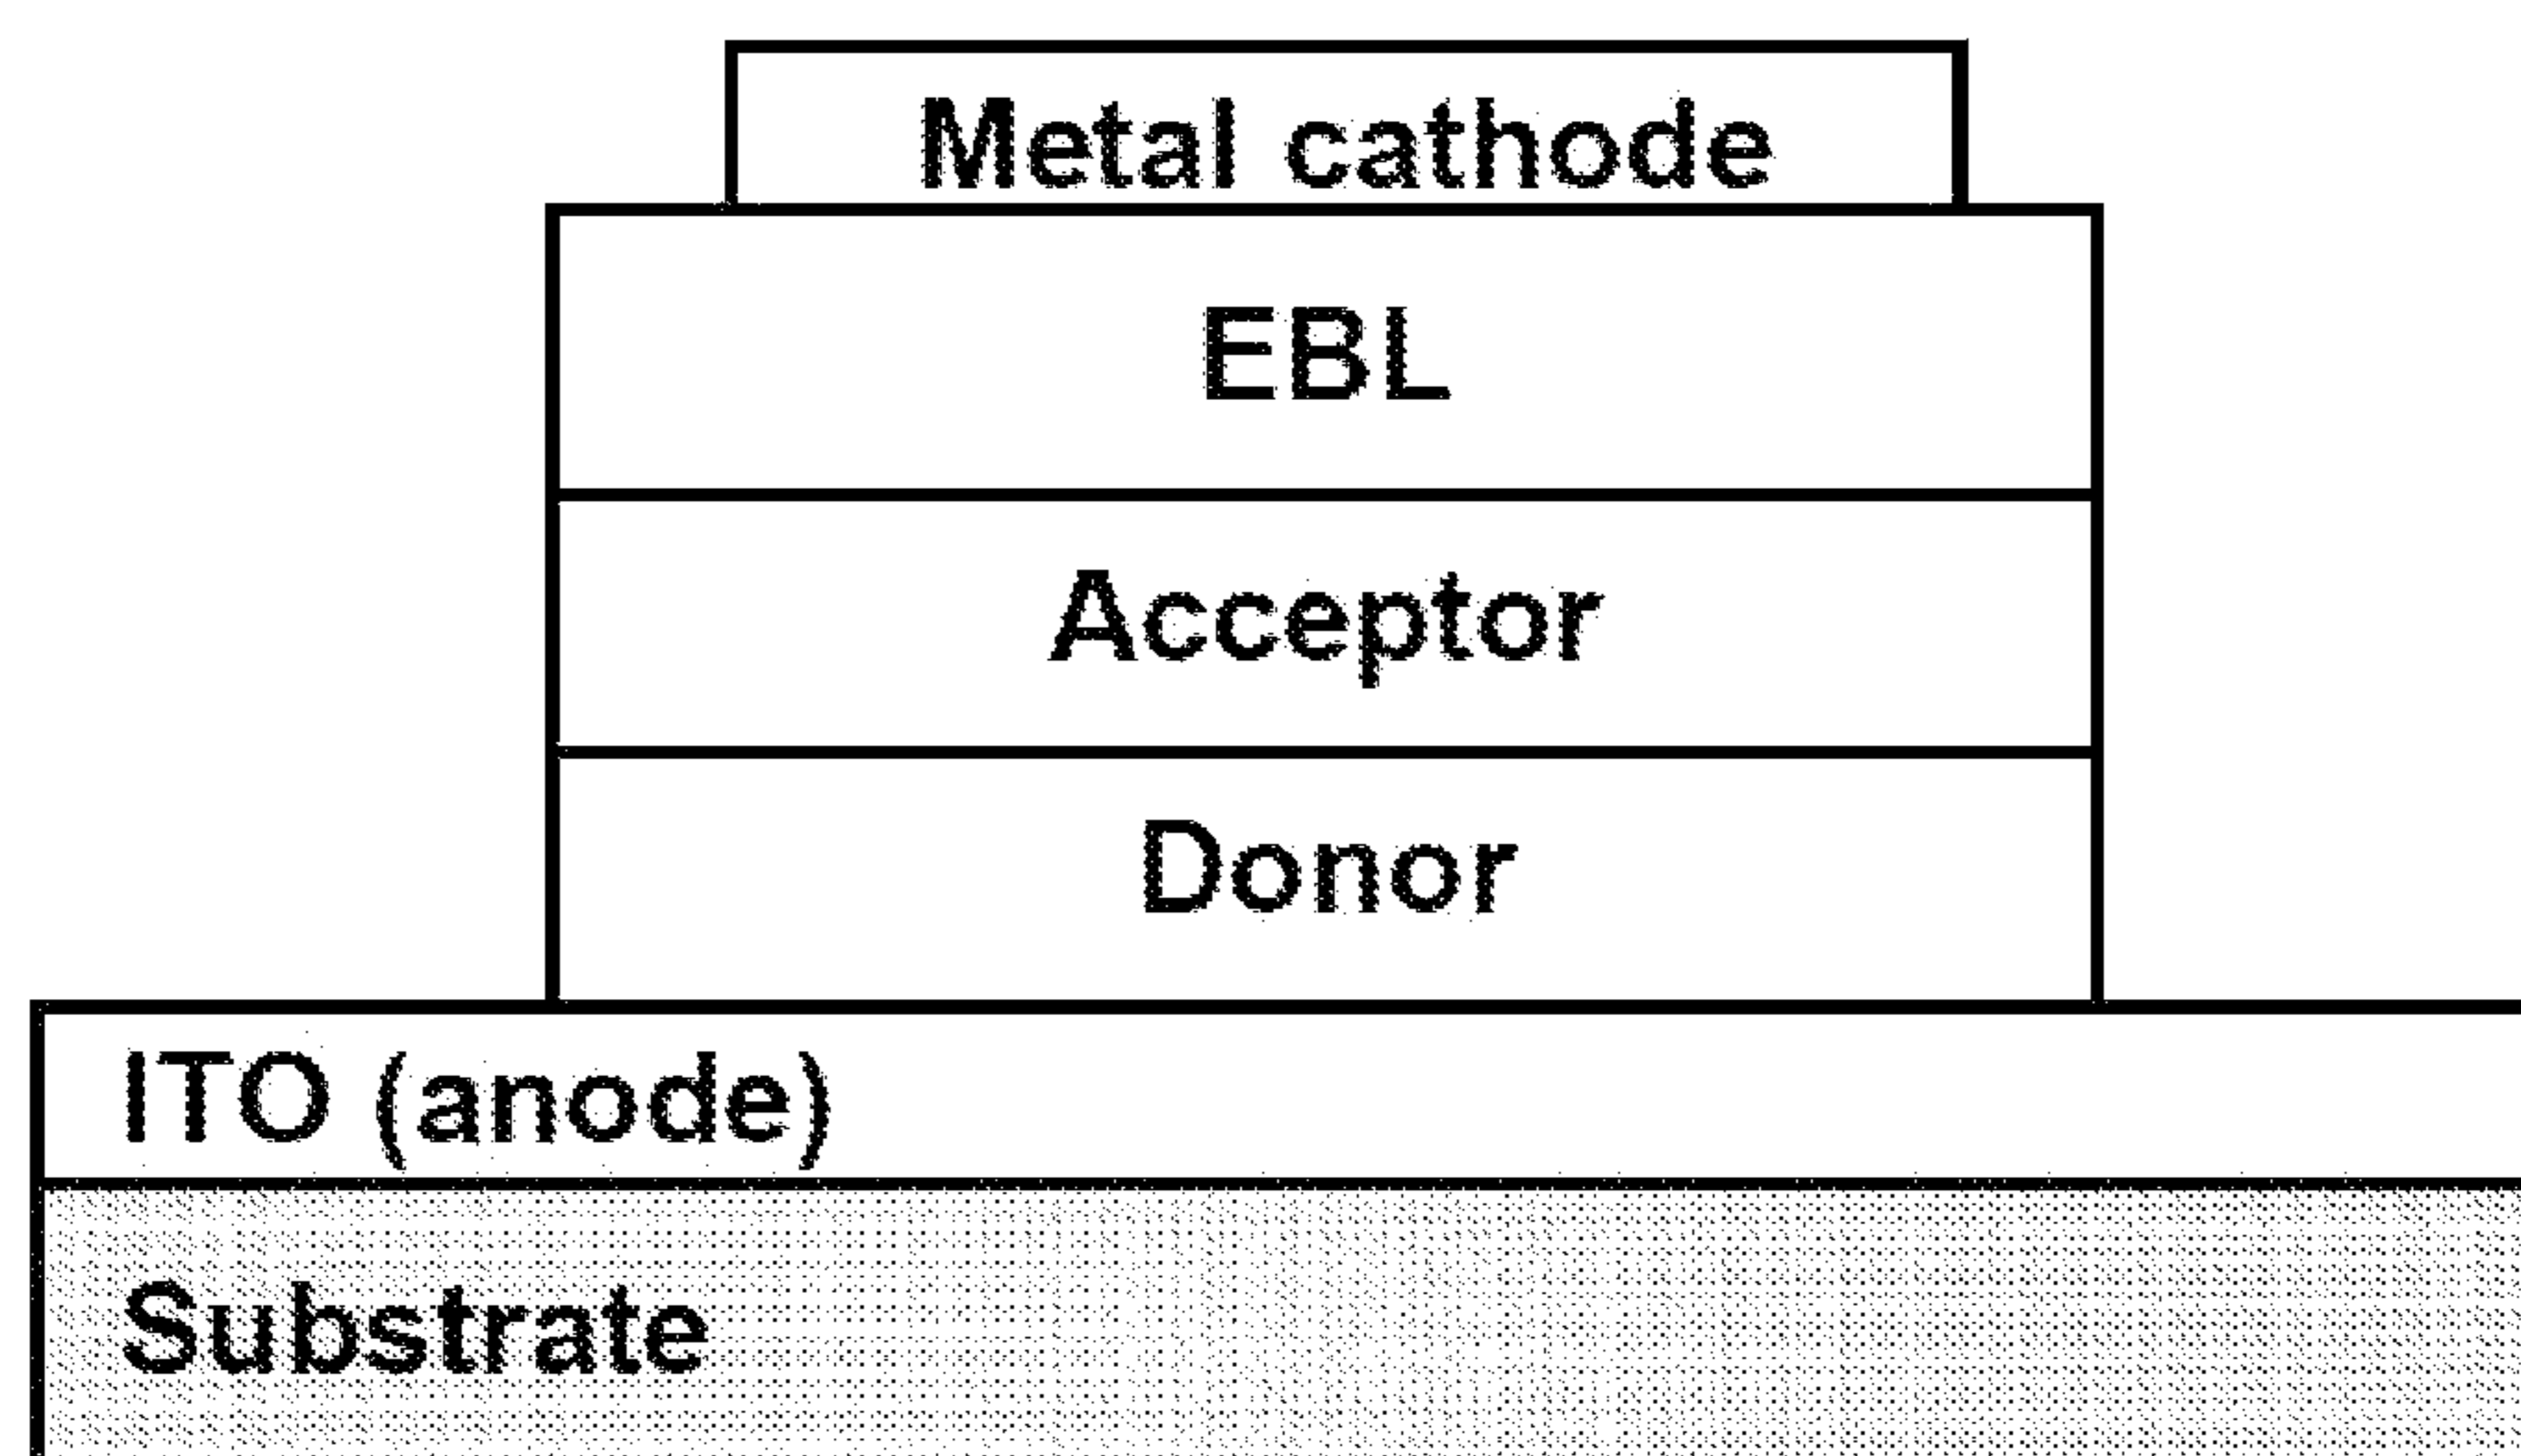 Metal cathode
EBL
Acceptor
Donor
ITO (anode)
Substrate